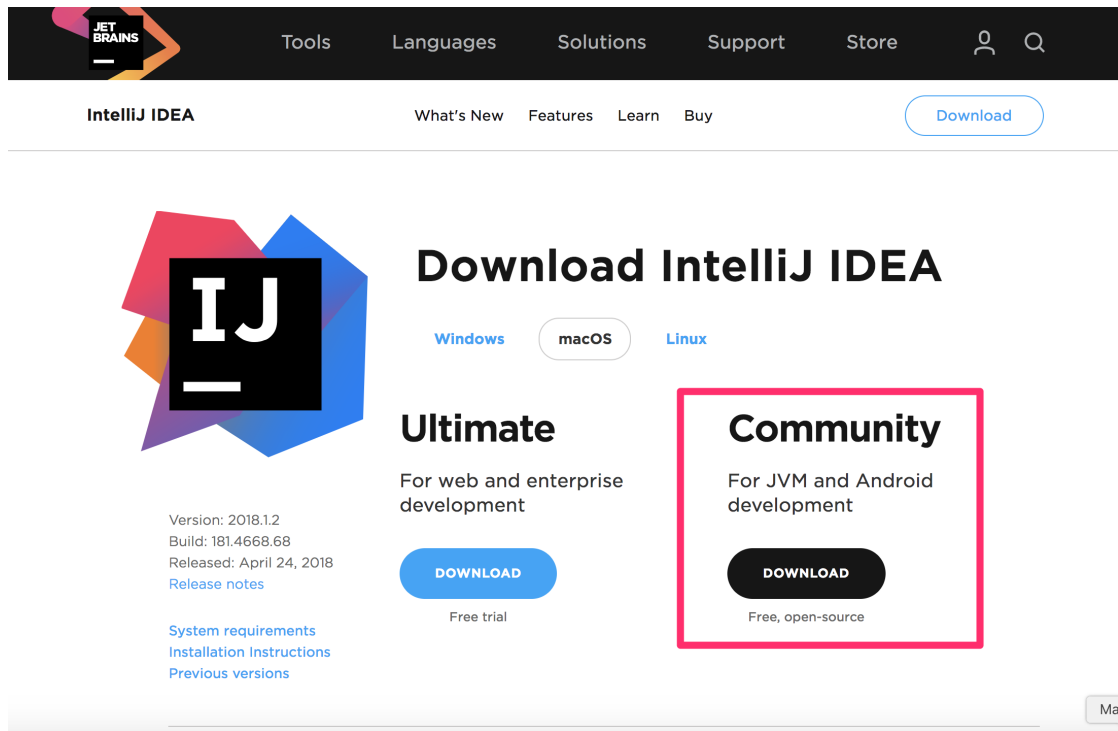 JET
BRAINS
Tools Languages Solutions Support Store
IntelliJ IDEA What's New Features Learn Buy Download
IJ
Download IntelliJ IDEA
Windows macOS Linux
Ultimate
For web and enterprise
development
DOWNLOAD
Free trial
Community
For JVM and Android
development
DOWNLOAD
Free, open-source
Version: 2018.1.2
Build: 181.4668.68
Released: April 24, 2018
Release notes
System requirements
Installation Instructions
Previous versions